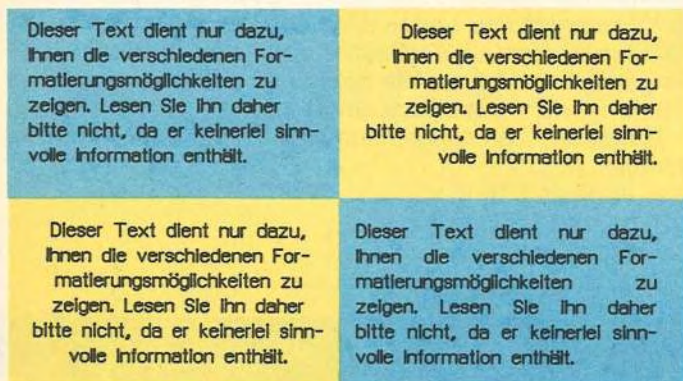 Dieser Text dient nur dazu,
Ihnen die verschiedenen For-
matierungsmöglichkeiten zu
zeigen. Lesen Sie ihn daher
bitte nicht, da er keinerlei sinn-
volle Information enthält.
Dieser Text dient nur dazu,
Ihnen die verschiedenen For-
matierungsmöglichkeiten zu
zeigen. Lesen Sie ihn daher
bitte nicht, da er keinerlei sinn-
volle Information enthält.
Dieser Text dient nur dazu,
Ihnen die verschiedenen For-
matierungsmöglichkeiten zu
zeigen. Lesen Sie ihn daher
bitte nicht, da er keinerlei sinn-
volle Information enthält.
Dieser Text dient nur dazu,
Ihnen die verschiedenen For-
matierungsmöglichkeiten zu
zeigen. Lesen Sie ihn daher
bitte nicht, da er keinerlei sinn-
volle Information enthält.